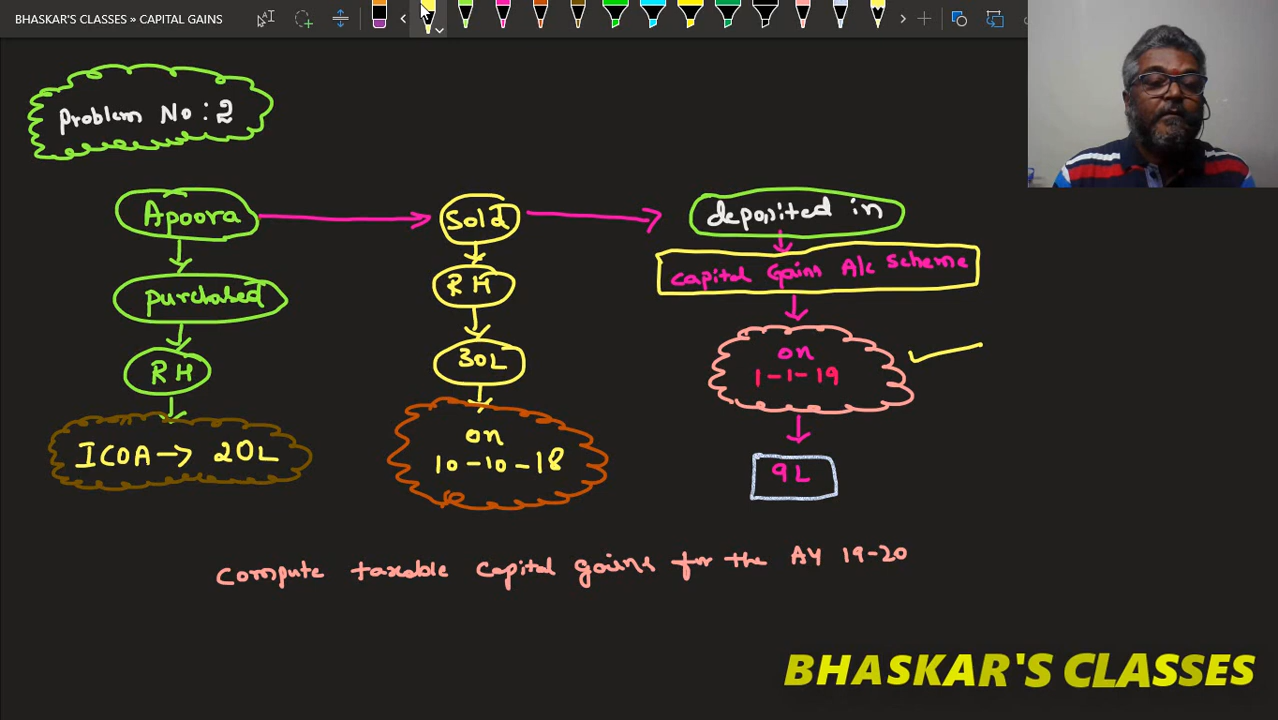 BHASKAR'S CLASSES » CAPITAL GAINS
Problem No : 2
Apoora
purchased
RH
ICOA → 20L
Sold
RH
30L
on
10-10-18
deposited in
Capital Gains A/c Scheme
on
1-1-19
9L
Compute taxable Capital gains for the AY 19-20
BHASKAR'S CLASSES